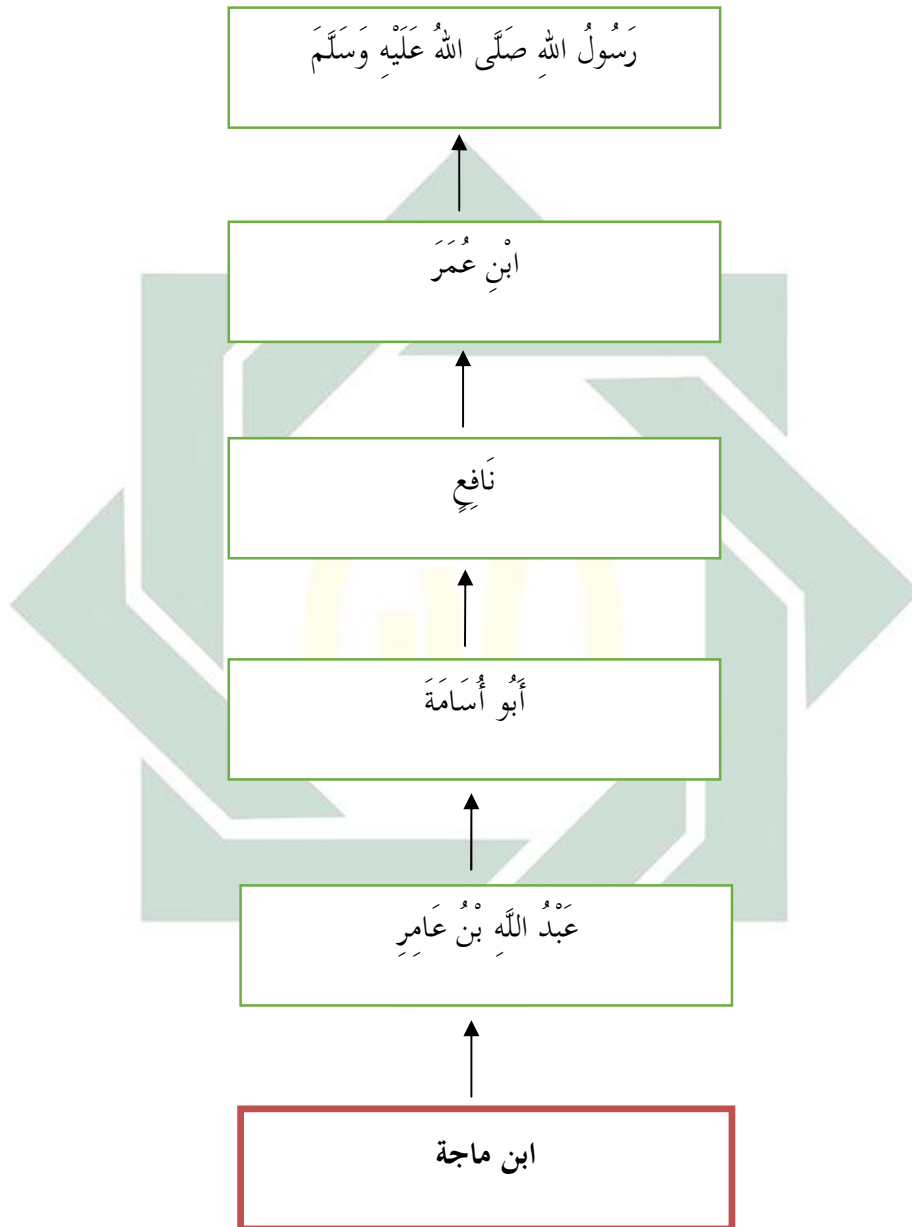 رَسُولُ اللهِ صَلَّى اللهُ عَلَيْهِ وَسَلَّمَ
ابْنِ عُمَرَ
نَافِعٍ
أَبُو أُسَامَةَ
عَبْدُ اللَّهِ بْنُ عَامِرِ
ابن ماجة